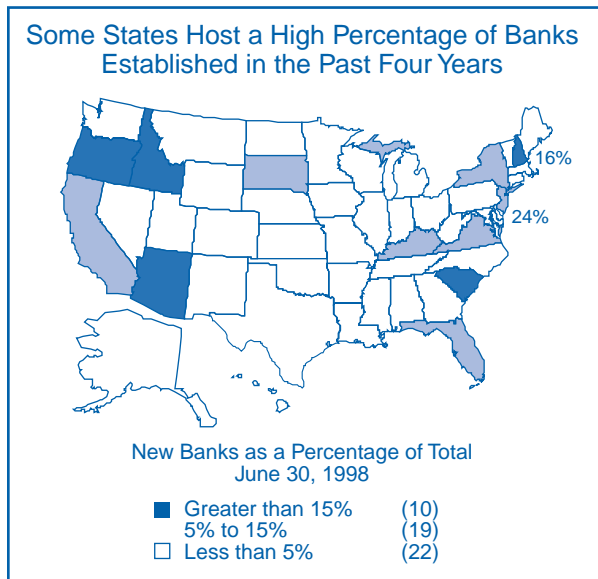 Some States Host a High Percentage of Banks
Established in the Past Four Years
16%
24%
New Banks as a Percentage of Total
June 30, 1998
Greater than 15% (10)
5% to 15% (19)
Less than 5% (22)